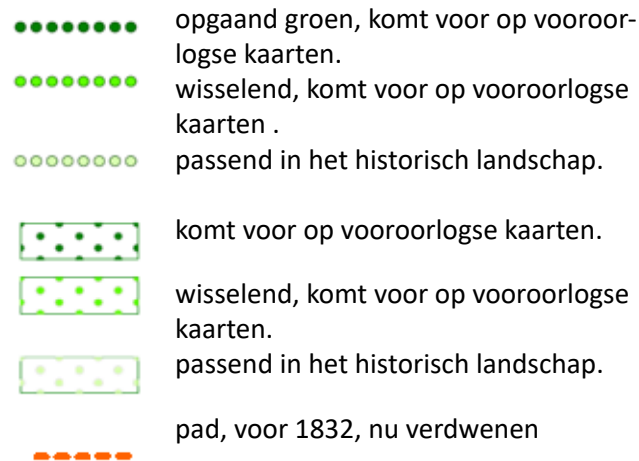 opgaand groen, komt voor op vooroor-
logse kaarten.
wisselend, komt voor op vooroorlogse
kaarten .
passend in het historisch landschap.
komt voor op vooroorlogse kaarten.
wisselend, komt voor op vooroorlogse
kaarten.
passend in het historisch landschap.
pad, voor 1832, nu verdwenen